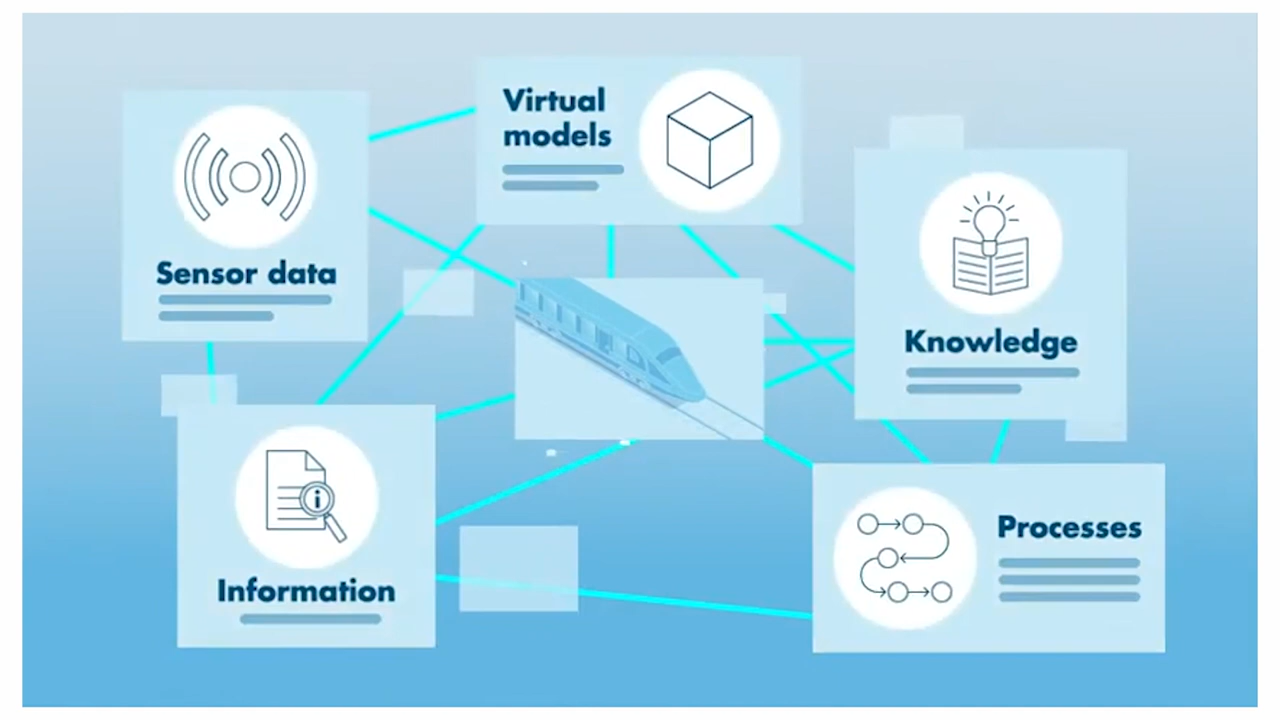 Virtual
models
Sensor data
Knowledge
Information
Processes